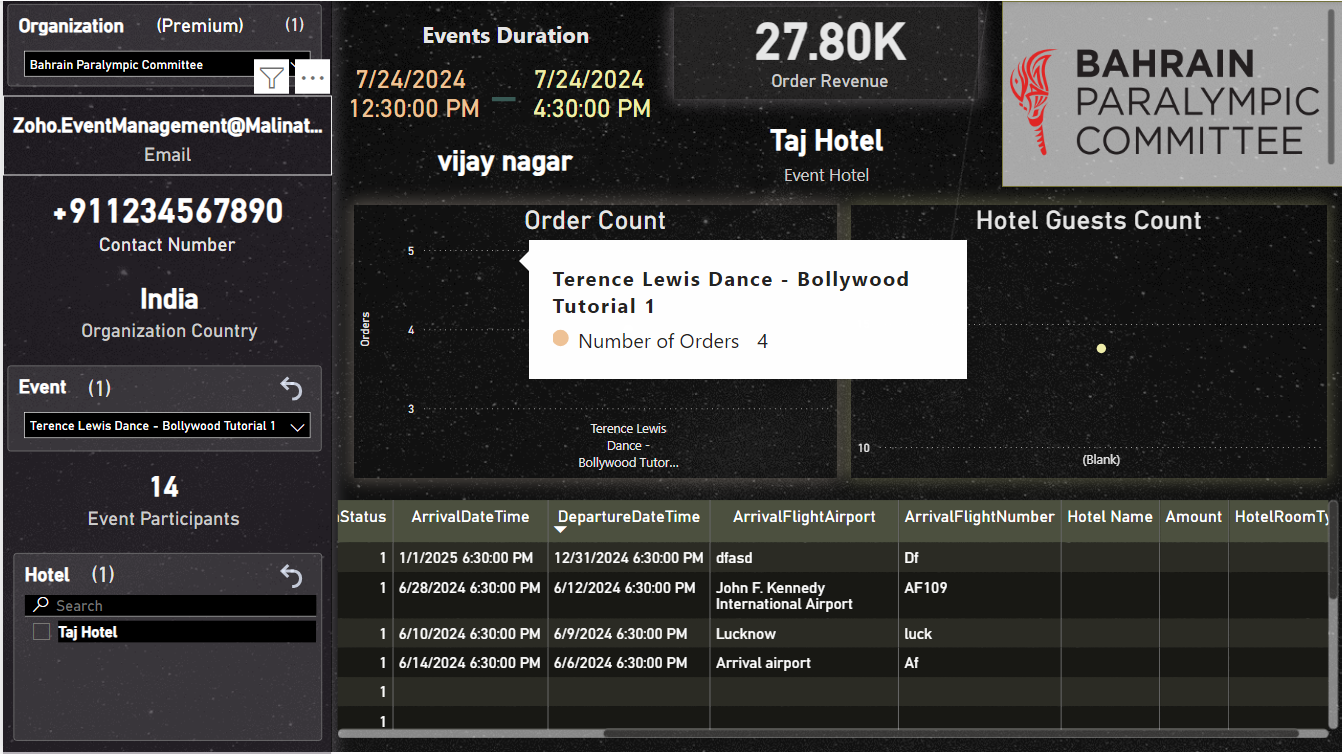 Organization (Premium) (1)
Bahrain Paralympic Committee
Zoho.EventManagement@Malinat...
Email
+911234567890
Contact Number
India
Organization Country
Event (1)
Terence Lewis Dance - Bollywood Tutorial 1
14
Event Participants
Hotel (1)
Search
Taj Hotel
Events Duration
7/24/2024 7/24/2024
12:30:00 PM 4:30:00 PM
vijay nagar
27.80K
Order Revenue
Taj Hotel
Event Hotel
BAHRAIN
PARALYMPIC
COMMITTEE
Order Count
5
4
3
Orders
Terence Lewis Dance - Bollywood
Tutorial 1
Number of Orders 4
Terence Lewis
Dance -
Bollywood Tutor...
Hotel Guests Count
10
(Blank)
Status ArrivalDateTime DepartureDateTime ArrivalFlightAirport ArrivalFlightNumber Hotel Name Amount HotelRoomTy
1 1/1/2025 6:30:00 PM 12/31/2024 6:30:00 PM dfasd Df
1 6/28/2024 6:30:00 PM 6/12/2024 6:30:00 PM John F. Kennedy AF109
International Airport
1 6/10/2024 6:30:00 PM 6/9/2024 6:30:00 PM Lucknow luck
1 6/14/2024 6:30:00 PM 6/6/2024 6:30:00 PM Arrival airport Af
1
1